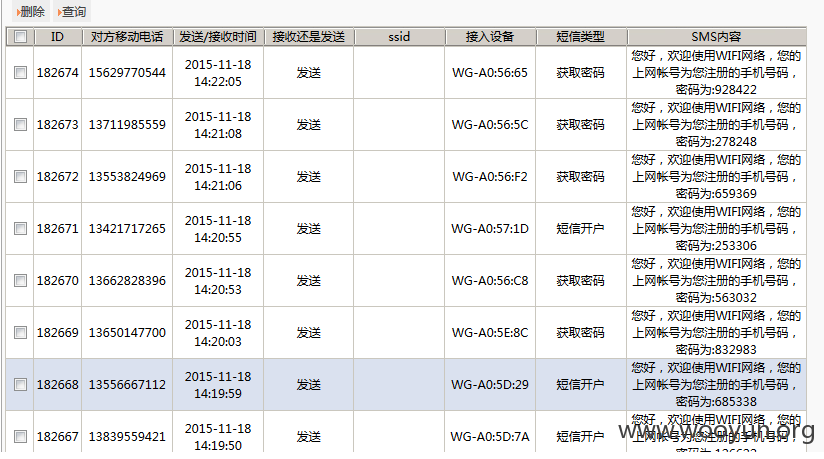 删除 查询
ID 对方移动电话 发送/接收时间 接收还是发送 ssid 接入设备 短信类型 SMS内容
您好，欢迎使用WIFI网络，您的
182674 15629770544 2015-11-18 发送 WG-A0:56:65 获取密码 上网帐号为您注册的手机号码，
14:22:05 密码为:928422
您好，欢迎使用WIFI网络，您的
182673 13711985559 2015-11-18 发送 WG-A0:56:5C 获取密码 上网帐号为您注册的手机号码，
14:21:08 密码为:278248
您好，欢迎使用WIFI网络，您的
182672 13553824969 2015-11-18 发送 WG-A0:56:F2 获取密码 上网帐号为您注册的手机号码，
14:21:06 密码为:659369
您好，欢迎使用WIFI网络，您的
182671 13421717265 2015-11-18 发送 WG-A0:57:1D 短信开户 上网帐号为您注册的手机号码，
14:20:55 密码为:253306
您好，欢迎使用WIFI网络，您的
182670 13662828396 2015-11-18 发送 WG-A0:56:C8 获取密码 上网帐号为您注册的手机号码，
14:20:53 密码为:563032
您好，欢迎使用WIFI网络，您的
182669 13650147700 2015-11-18 发送 WG-A0:5E:8C 获取密码 上网帐号为您注册的手机号码，
14:20:03 密码为:832983
您好，欢迎使用WIFI网络，您的
182668 13556667112 2015-11-18 发送 WG-A0:5D:29 短信开户 上网帐号为您注册的手机号码，
14:19:59 密码为:685338
您好，欢迎使用WIFI网络，您的
182667 13839559421 2015-11-18 发送 WG-A0:5D:7A 短信开户 上网帐号为您注册的手机号码，
14:19:50
www.wooyun.org